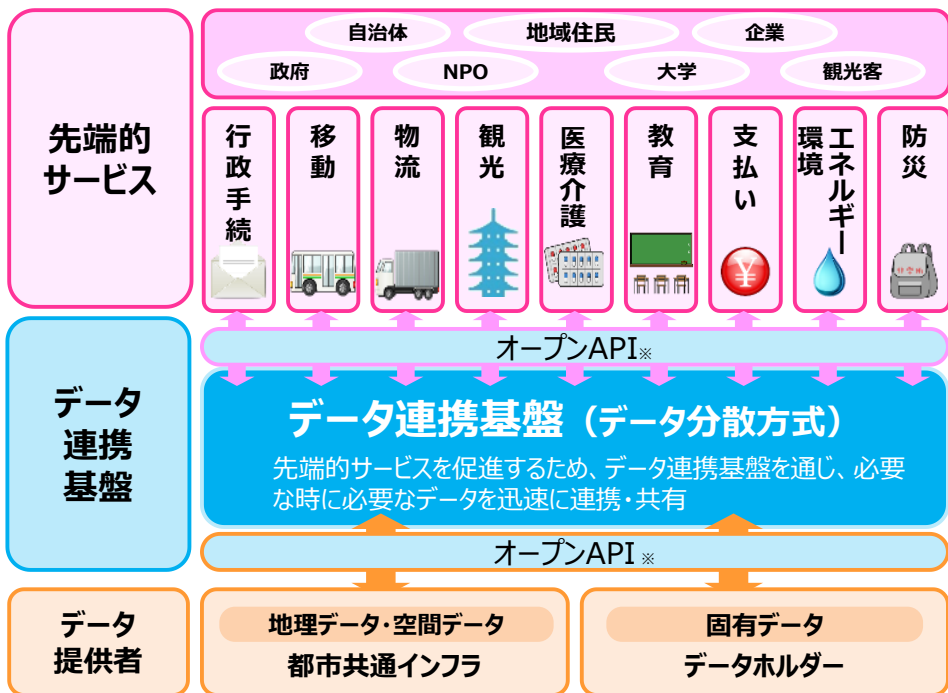 先端的
サービス
自治体
地域住民
企業
政府
NPO
大学
観光客
行政手続
移動
物流
観光
医療介護
教育
支払い
エネルギー
環境
防災
¥
データ
連携
基盤
オープンAPI※
データ連携基盤（データ分散方式）
先端的サービスを促進するため、データ連携基盤を通じ、必要
な時に必要なデータを迅速に連携・共有
オープンAPI ※
データ
提供者
地理データ・空間データ
都市共通インフラ
固有データ
データホルダー